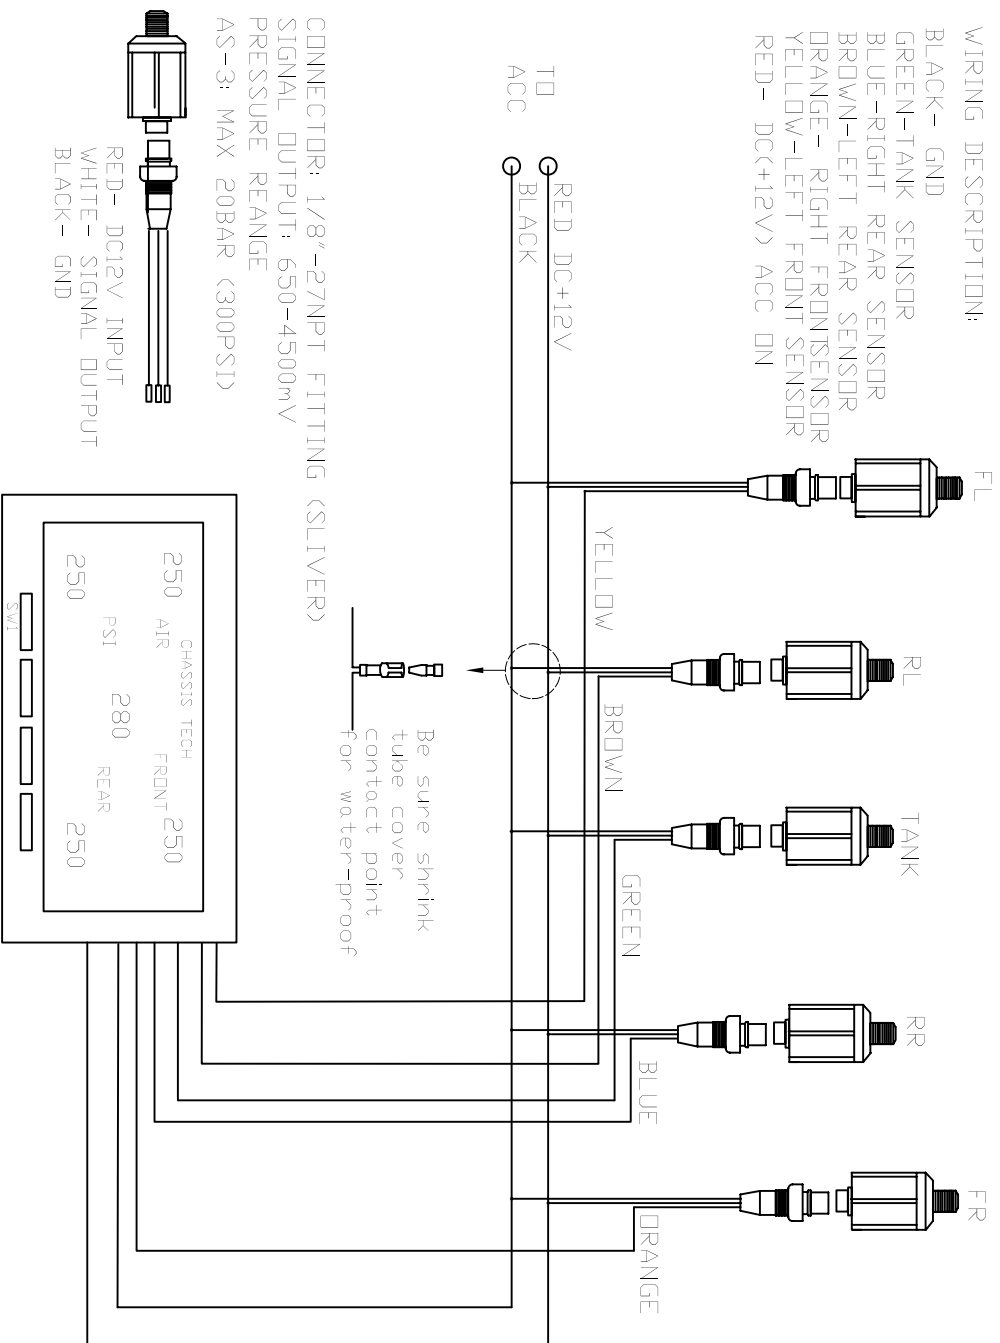 WIRING DESCRIPTION:
BLACK- GND
GREEN-TANK SENSOR
BLUE-RIGHT REAR SENSOR
BROWN-LEFT REAR SENSOR
ORANGE- RIGHT FRONTSENSOR
YELLOW-LEFT FRONT SENSOR
RED- DC(+12V) ACC ON
FL
RL
TANK
RR
FR
TO
ACC
RED DC+12V
BLACK
YELLOW
BROWN
GREEN
BLUE
ORANGE
Be sure shrink
tube cover
contact point
for water-proof
CONNECTOR: 1/8"-27NPT FITTING (SLIVER)
SIGNAL OUTPUT: 650-4500mV
PRESSURE REANGE
AS-3: MAX 20BAR (300PSI)
RED- DC12V INPUT
WHITE- SIGNAL OUTPUT
BLACK- GND
CHASSIS TECH
250
AIR
FRONT
250
PSI
280
REAR
250
250
SW1